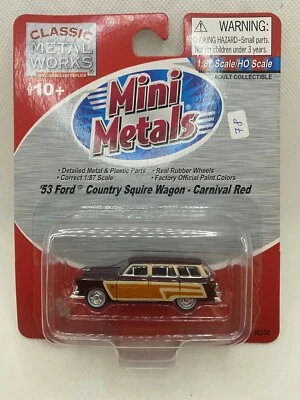 CLASSIC
METAL
WORKS
10+
WARNING:
CHOKING HAZARD-Small parts.
Not for children under 3 years.
1:87 Scale/HO Scale
ADULT COLLECTIBLE
78
Mini
Metals®
• Detailed Metal & Plastic Parts • Real Rubber Wheels
• Correct 1:87 Scale • Factory Official Paint Colors
'53 Ford® Country Squire Wagon - Carnival Red